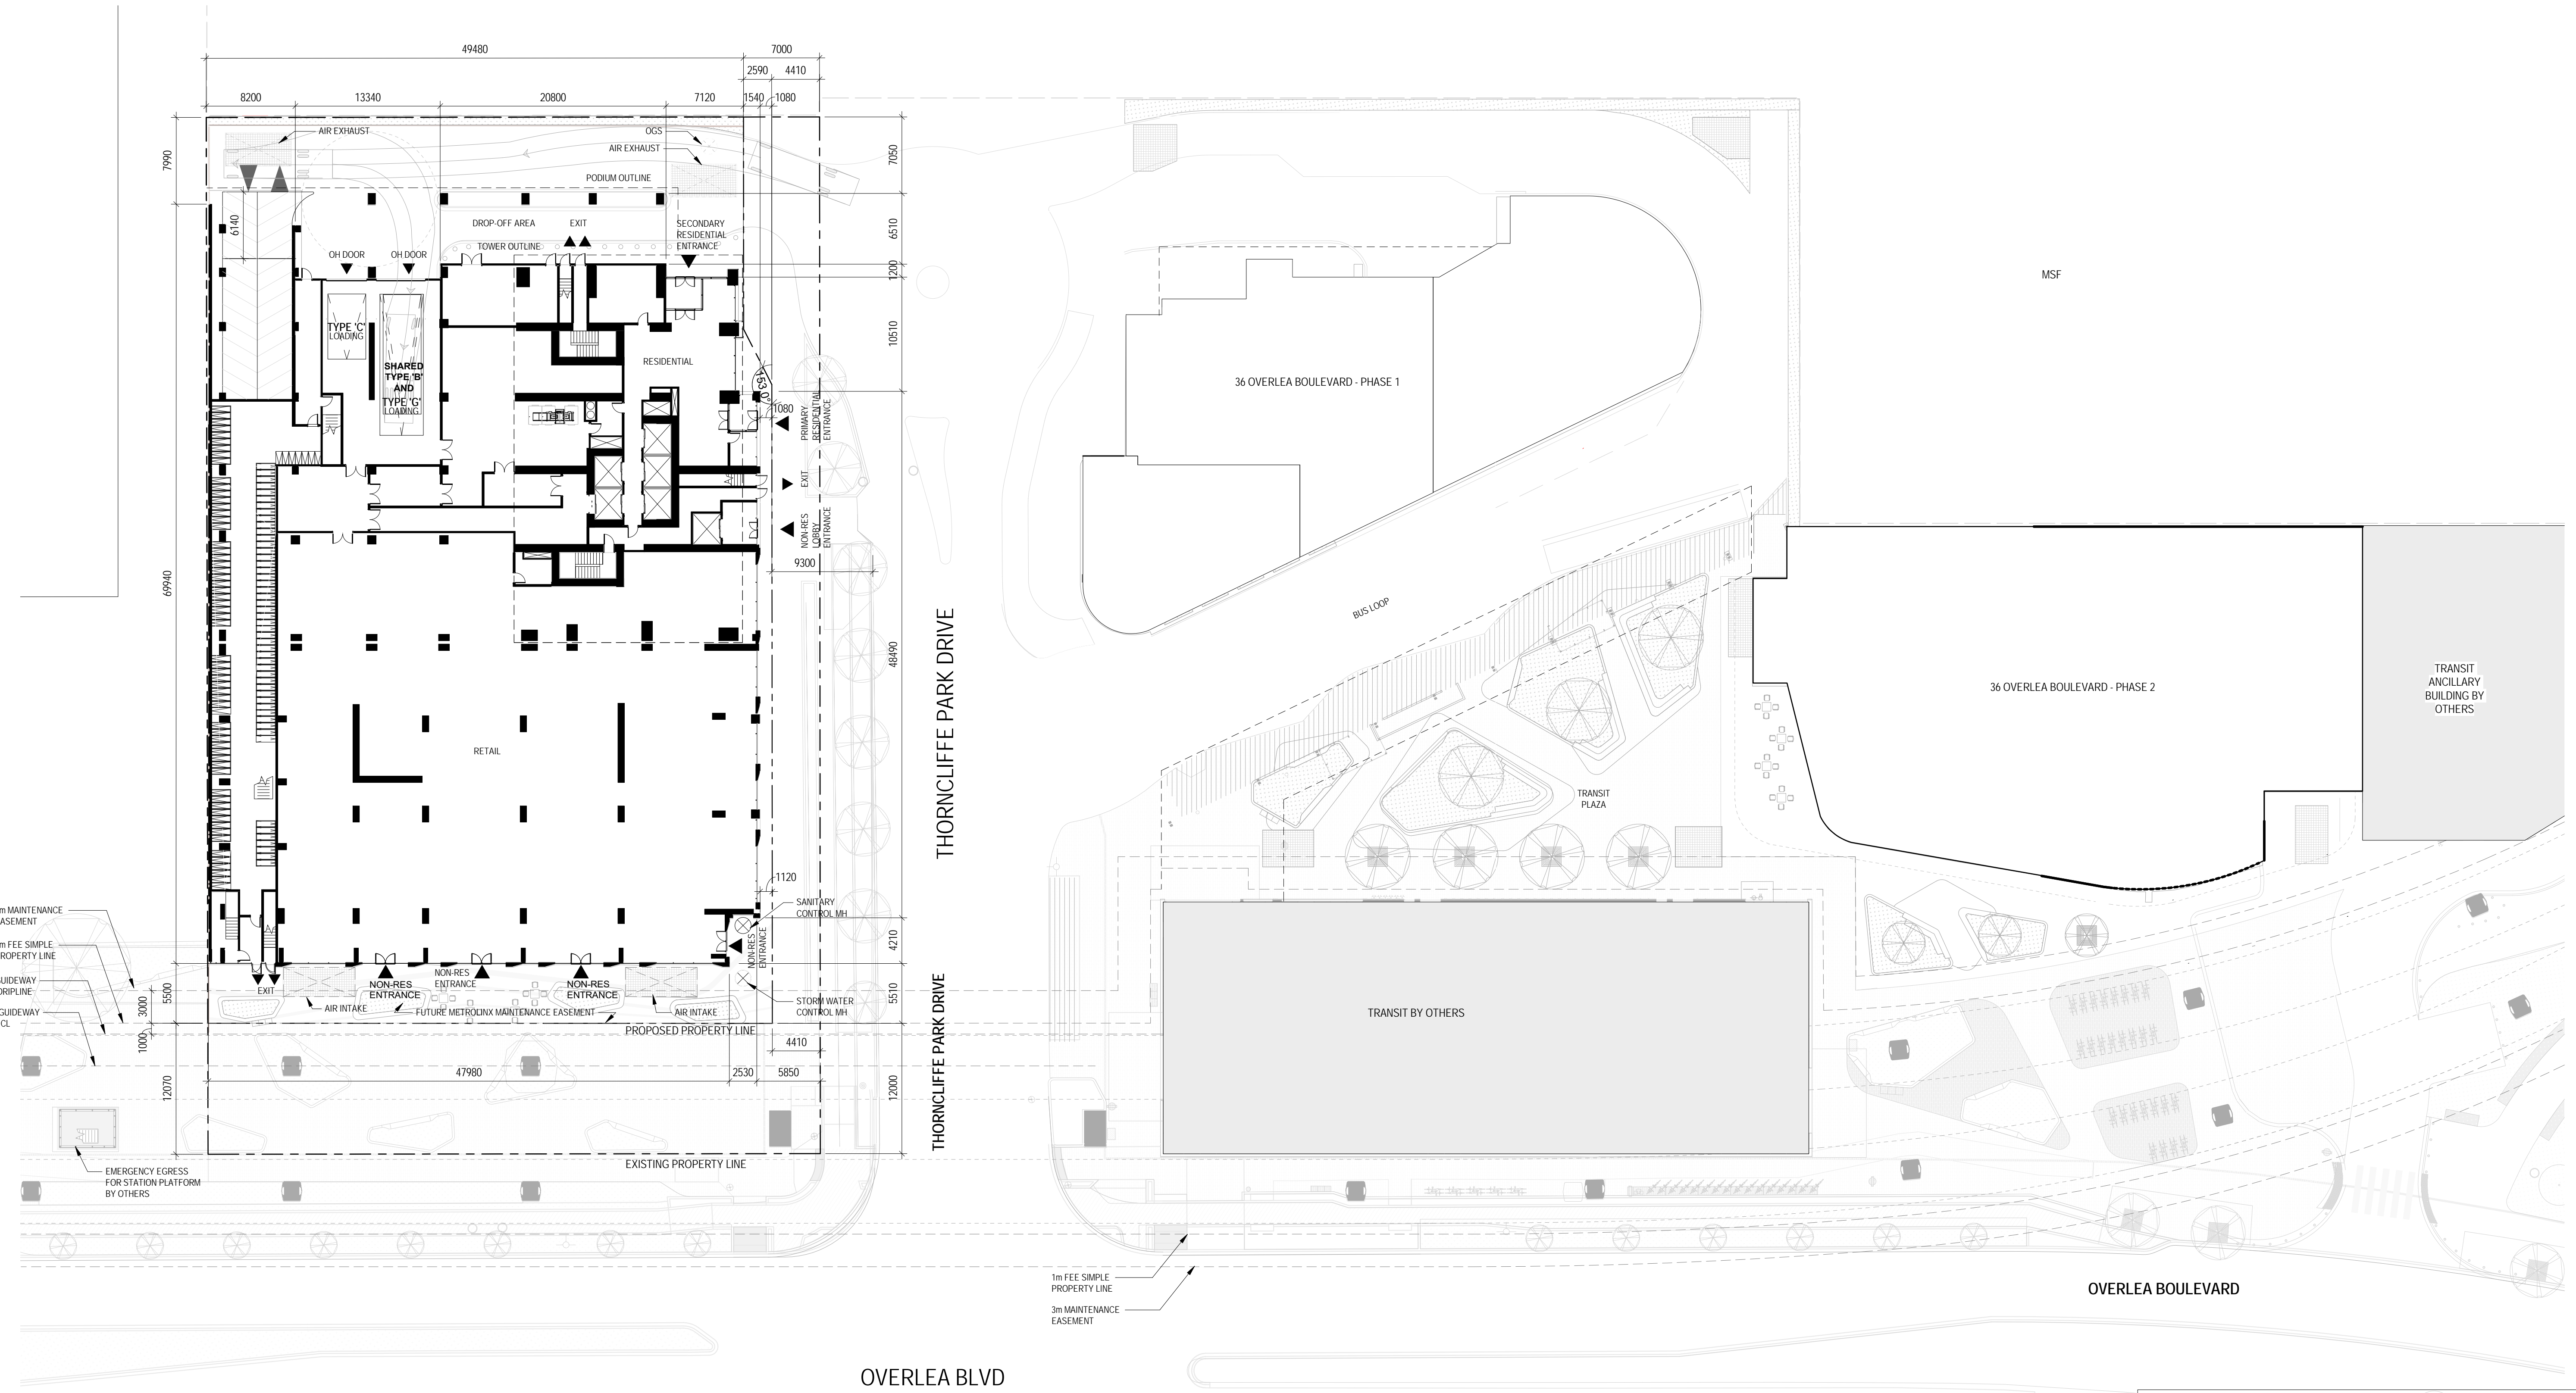 49480
7000
2590
4410
8200
13340
20800
7120
1540
1080
AIR EXHAUST
OGS
AIR EXHAUST
PODIUM OUTLINE
7990
7050
6140
6510
DROP-OFF AREA
EXIT
SECONDARY
RESIDENTIAL
ENTRANCE
TOWER OUTLINE
OH DOOR
OH DOOR
1200
MSF
TYPE 'C'
LOADING
SHARED
TYPE 'B'
AND
TYPE 'G'
LOADING
RESIDENTIAL
10510
153.0°
1080
PRIMARY
RESIDENTIAL
ENTRANCE
36 OVERLEA BOULEVARD - PHASE 1
EXIT
NON-RES
LOBBY
ENTRANCE
9300
69940
48490
THORNCLIFFE PARK DRIVE
BUS LOOP
RETAIL
36 OVERLEA BOULEVARD - PHASE 2
TRANSIT
ANCILLARY
BUILDING BY
OTHERS
TRANSIT
PLAZA
1120
SANITARY
CONTROL MH
NON-RES
ENTRANCE
4210
m MAINTENANCE
ASEMENT
m FEE SIMPLE
ROPERTY LINE
UIDEWAY
RIPLINE
GUIDEWAY
CL
5500
3000
1000
EXIT
AIR INTAKE
NON-RES
ENTRANCE
NON-RES
ENTRANCE
NON-RES
ENTRANCE
FUTURE METROLINX MAINTENANCE EASEMENT
AIR INTAKE
STORM WATER
CONTROL MH
5510
PROPOSED PROPERTY LINE
4410
47980
2530
5850
12070
12000
THORNCLIFFE PARK DRIVE
TRANSIT BY OTHERS
EXISTING PROPERTY LINE
EMERGENCY EGRESS
FOR STATION PLATFORM
BY OTHERS
1m FEE SIMPLE
PROPERTY LINE
3m MAINTENANCE
EASEMENT
OVERLEA BOULEVARD
OVERLEA BLVD